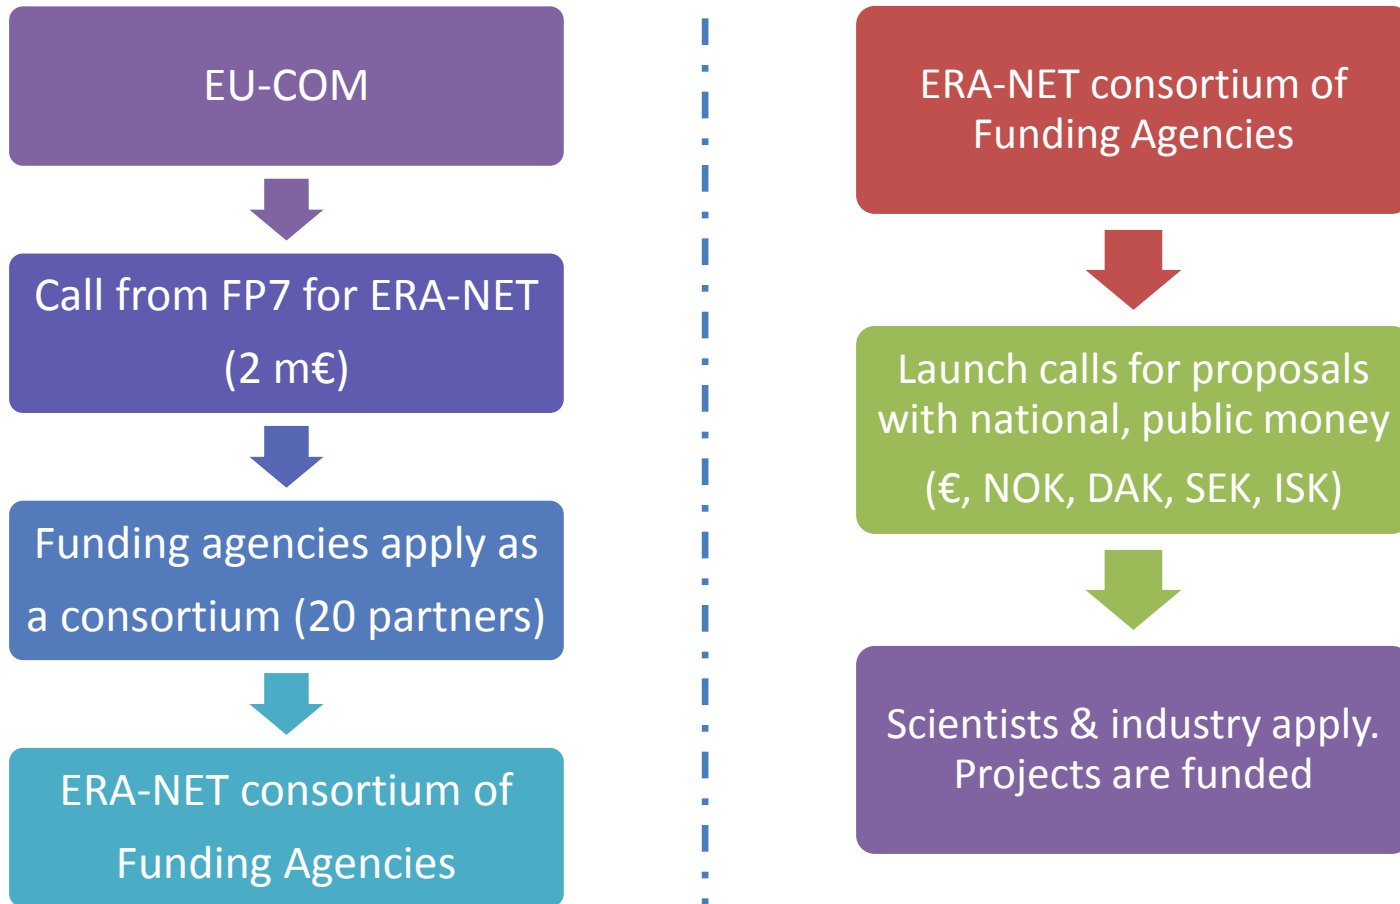 EU-COM
Call from FP7 for ERA-NET
(2 m€)
Funding agencies apply as
a consortium (20 partners)
ERA-NET consortium of
Funding Agencies
ERA-NET consortium of
Funding Agencies
Launch calls for proposals
with national, public money
(€, NOK, DAK, SEK, ISK)
Scientists & industry apply.
Projects are funded